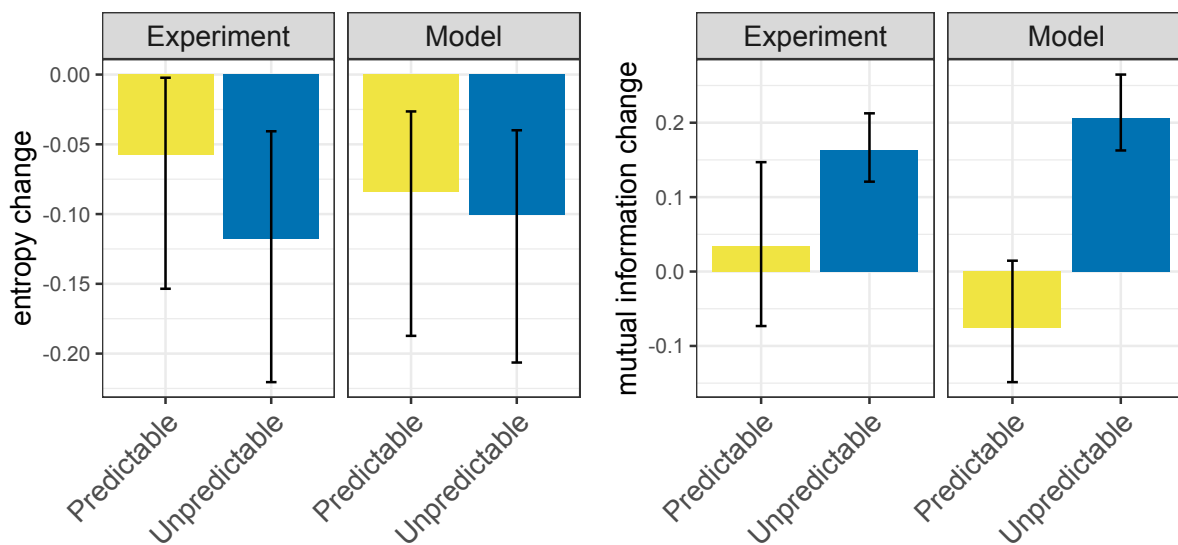 Experiment
Model
entropy change
0.00
-0.05
-0.10
-0.15
-0.20
Predictable
Unpredictable
Predictable
Unpredictable
Experiment
Model
mutual information change
0.2
0.1
0.0
-0.1
Predictable
Unpredictable
Predictable
Unpredictable